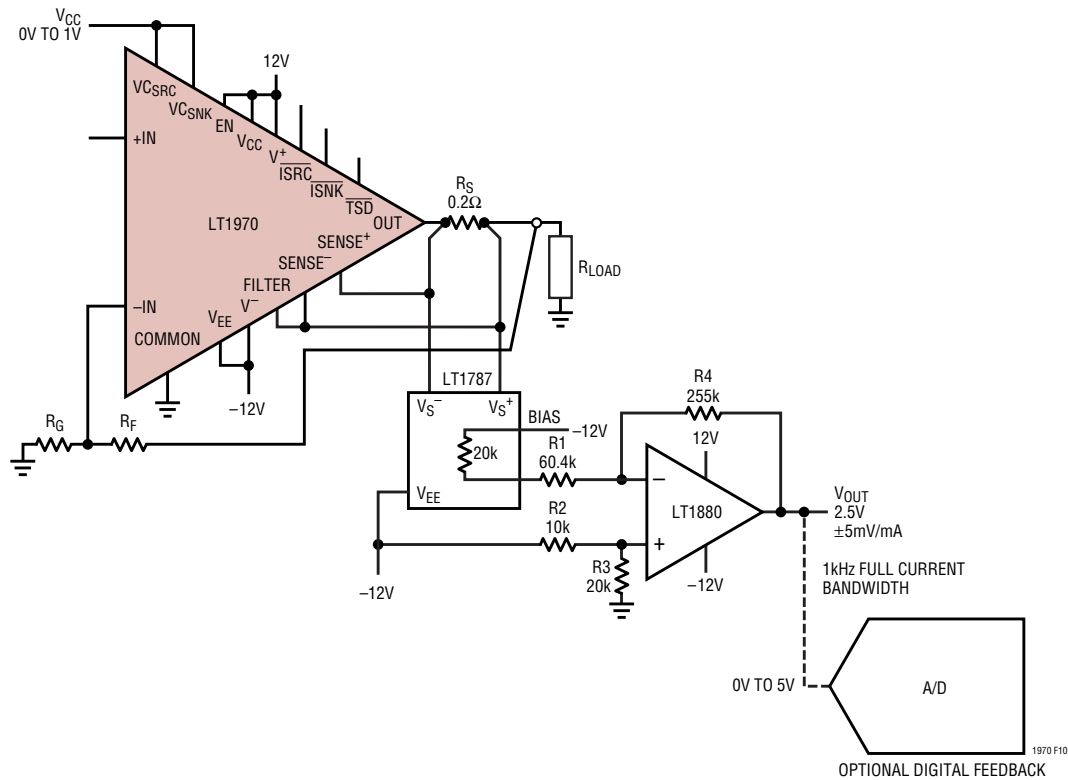 VCC
0V TO 1V
12V
VCSRC
VCSNK
EN
VCC
V+
ISRC
ISNK
TSD
+IN
LT1970
OUT
SENSE+
SENSE–
FILTER
V–
VEE
–IN
COMMON
–12V
RS
0.2Ω
RLOAD
RG
RF
LT1787
VS–
VS+
BIAS
–12V
20k
R1
60.4k
VEE
R2
10k
–12V
R3
20k
R4
255k
12V
–
LT1880
+
–12V
VOUT
2.5V
±5mV/mA
1kHz FULL CURRENT
BANDWIDTH
0V TO 5V
A/D
1970 F10
OPTIONAL DIGITAL FEEDBACK